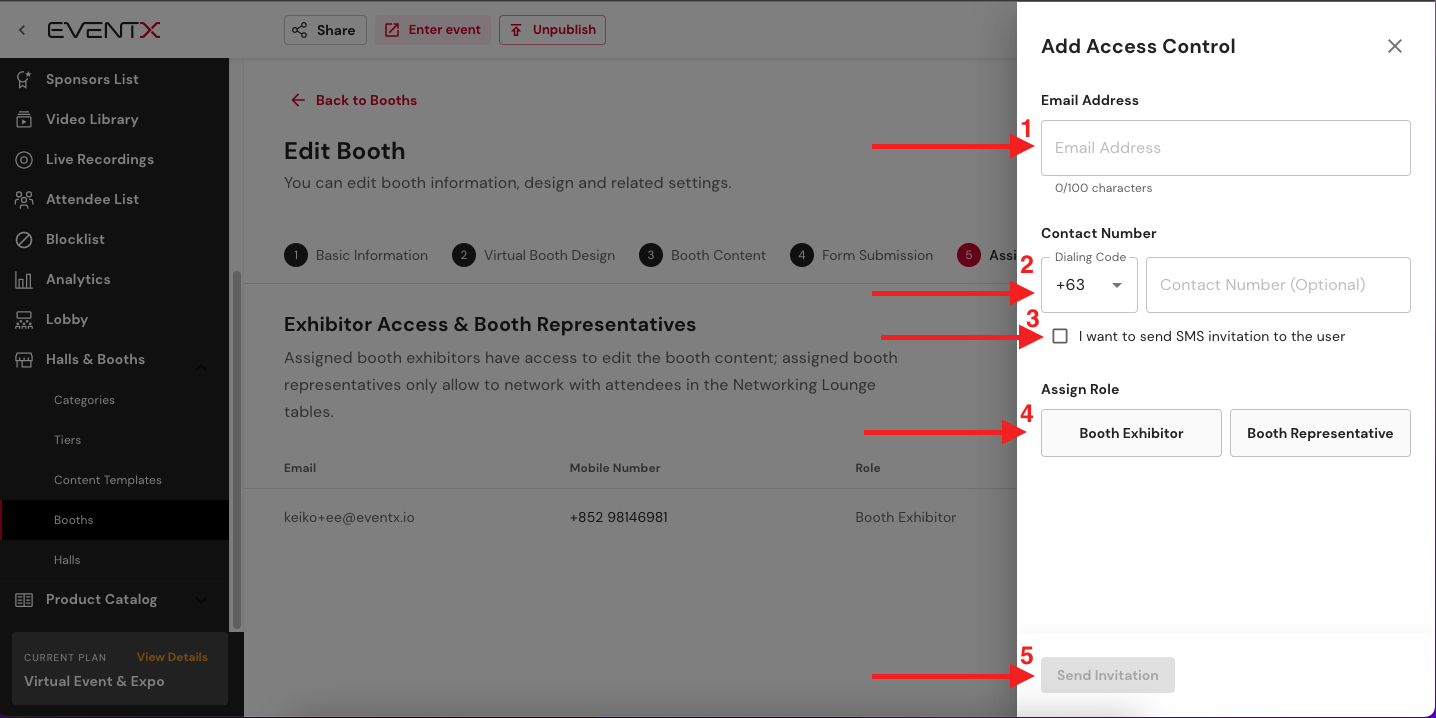 EVENTX
Share
Enter event
Unpublish
Sponsors List
Video Library
Live Recordings
Attendee List
Blocklist
Analytics
Lobby
Halls & Booths
Categories
Tiers
Content Templates
Booths
Halls
Product Catalog
CURRENT PLAN View Details
Virtual Event & Expo
Back to Booths
Edit Booth
You can edit booth information, design and related settings.
1 Basic Information 2 Virtual Booth Design 3 Booth Content 4 Form Submission 5 Assi
Exhibitor Access & Booth Representatives
Assigned booth exhibitors have access to edit the booth content; assigned booth
representatives only allow to network with attendees in the Networking Lounge
tables.
Email Mobile Number Role
keiko+ee@eventx.io +852 98146981 Booth Exhibitor
Add Access Control
Email Address
1
Email Address
0/100 characters
Contact Number
2
Dialing Code
+63 Contact Number (Optional)
3
I want to send SMS invitation to the user
Assign Role
4
Booth Exhibitor Booth Representative
5
Send Invitation